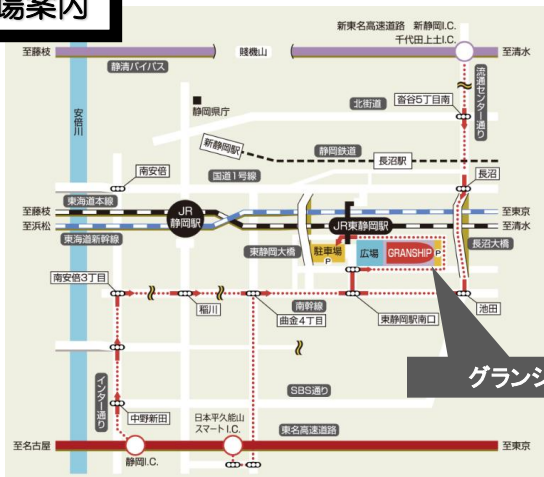 場案内
新東名高速道路 新静岡I.C.
千代田上土I.C.
至藤枝
賤機山
至清水
静清バイパス
流通センター通り
安倍川
静岡県庁
北街道
沓谷5丁目南
新静岡駅
静岡鉄道
長沼駅
南安倍
国道1号線
長沼
東海道本線
至藤枝
JR
静岡駅
JR東静岡駅
至東京
至浜松
至清水
東海道新幹線
東静岡大橋
駐車場
P
広場
GRANSHIP
P
長沼大橋
南安倍3丁目
稲川
南幹線
曲金4丁目
東静岡駅南口
池田
グランシ
インター通り
SBS通り
中野新田
日本平久能山
スマートI.C.
東名高速道路
至名古屋
静岡I.C.
至東京